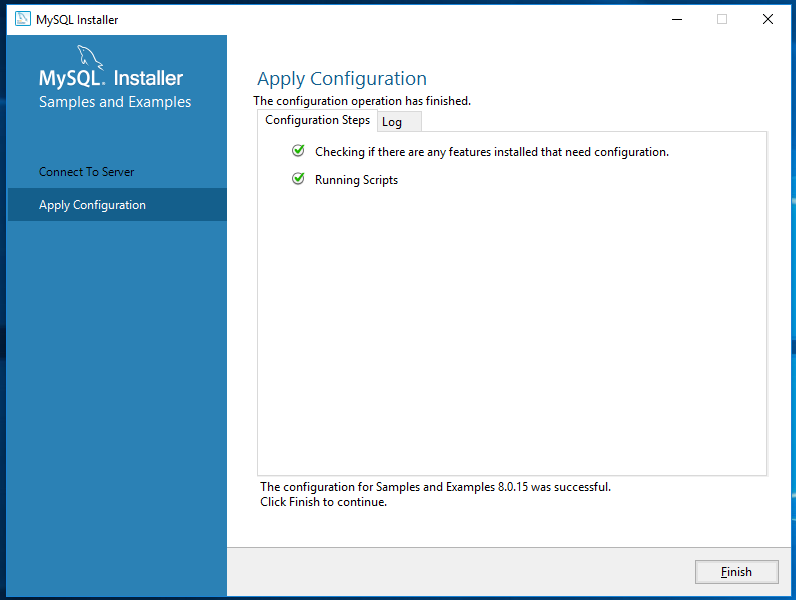 MySQL Installer
MySQL. Installer
Samples and Examples
Connect To Server
Apply Configuration
Apply Configuration
The configuration operation has finished.
Configuration Steps Log
Checking if there are any features installed that need configuration.
Running Scripts
The configuration for Samples and Examples 8.0.15 was successful.
Click Finish to continue.
Finish